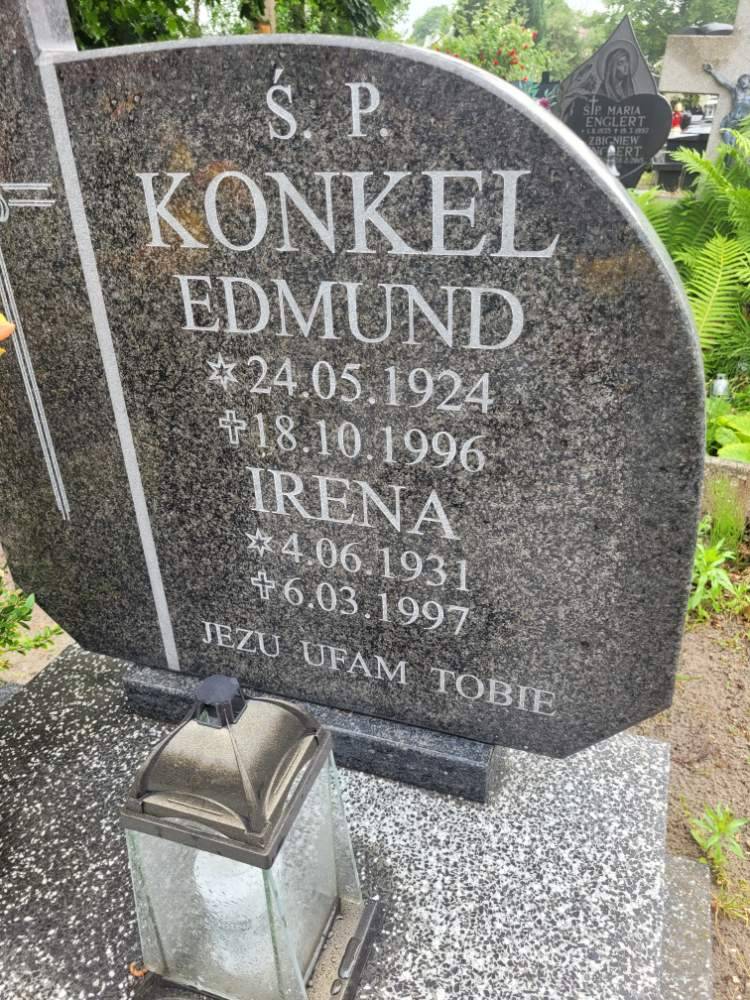 Ś. P.
KONKEL
EDMUND
24.05.1924
18.10.1996
IRENA
4.06.1931
6.03.1997
JEZU UFAM TOBIE
Ś.P. MARIA
ENGLERT
ZBIGNIEW